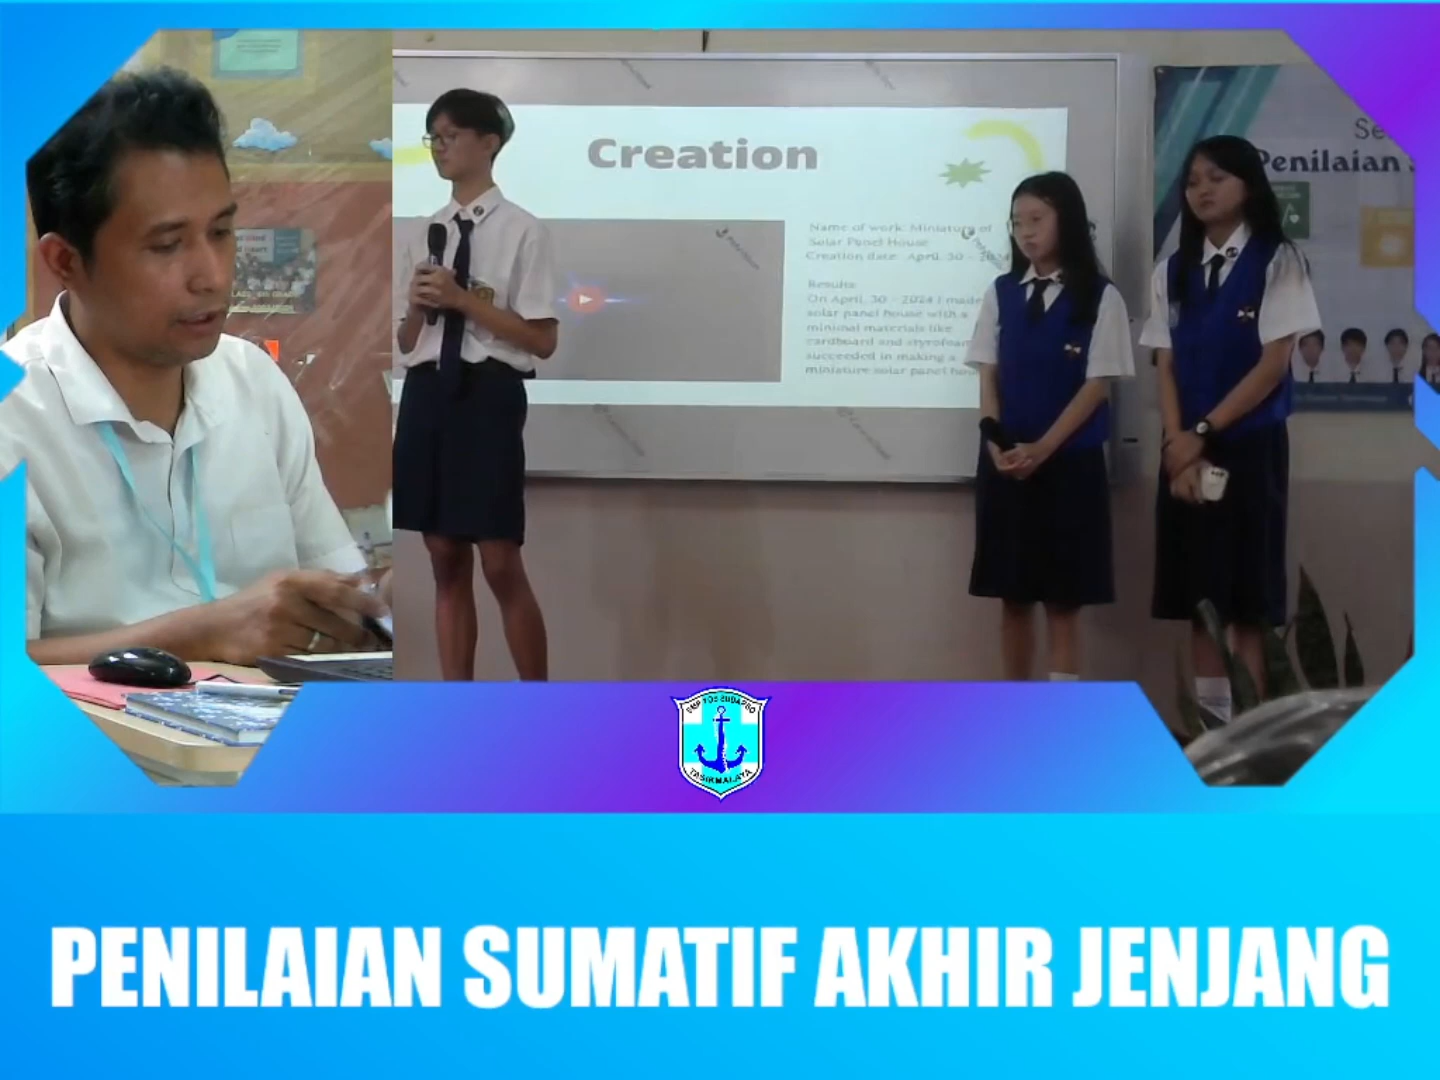 Creation
Name of work: Miniature of
Solar Panel House
Creation date: April, 30 - 2024
Results:
On April, 30 - 2024 I made
solar panel house with a
minimal materials like
cardboard and styrofoam
succeeded in making a
miniature solar panel
Penilaian
TASIKMALAYA
PENILAIAN SUMATIF AKHIR JENJANG